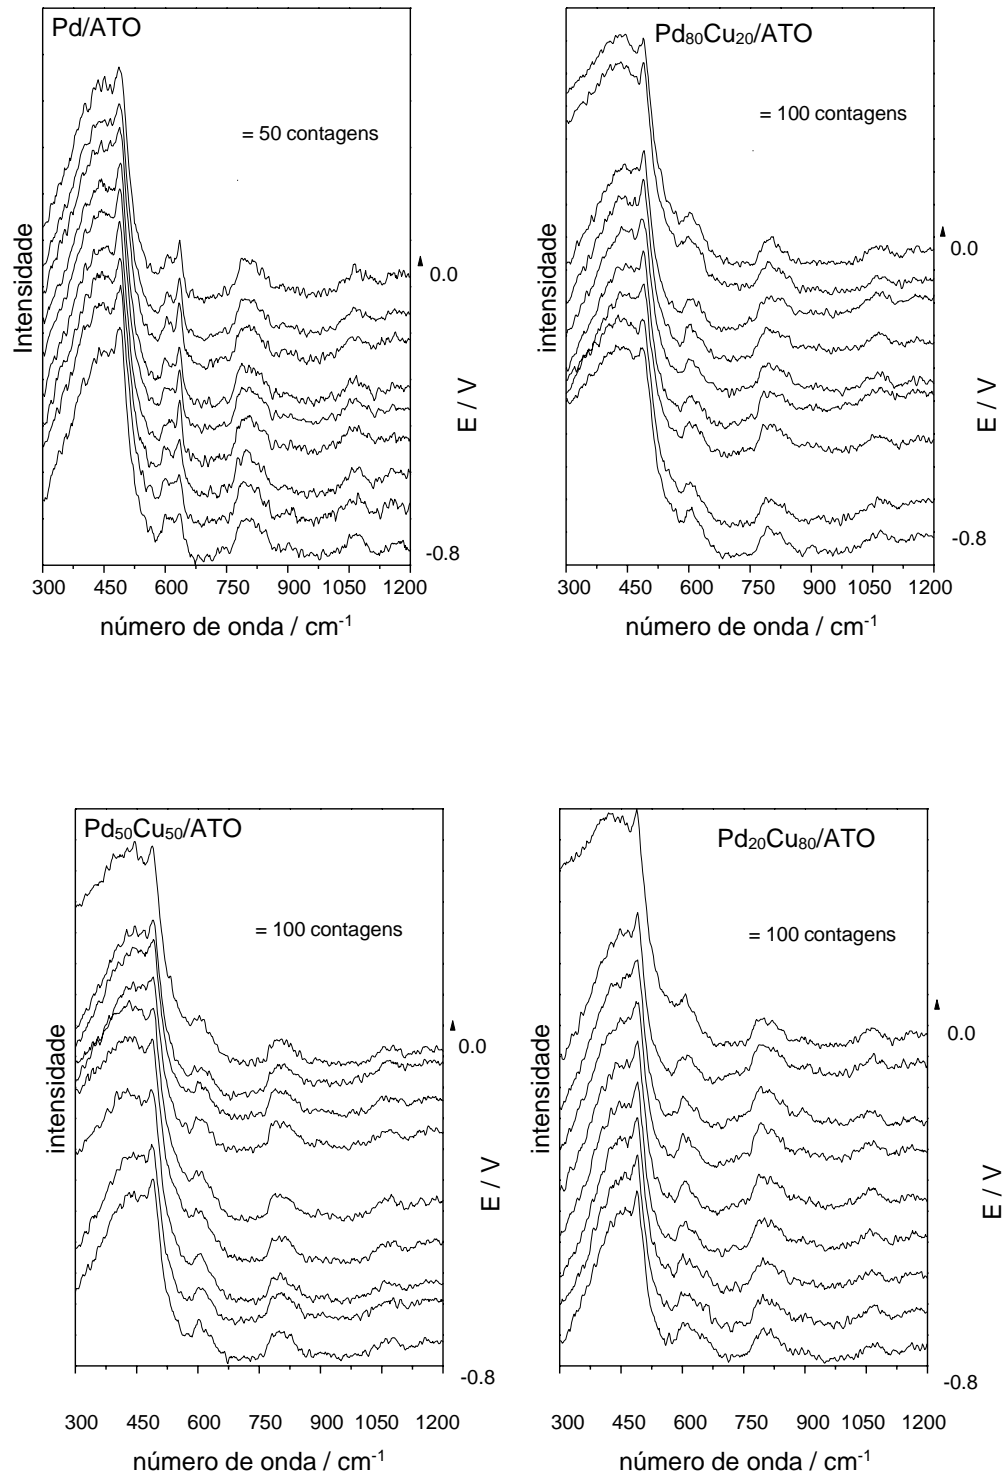 Pd/ATO
= 50 contagens
Intensidade
0.0
E / V
-0.8
300 450 600 750 900 1050 1200
número de onda / cm-1
Pd80Cu20/ATO
= 100 contagens
intensidade
0.0
E / V
-0.8
300 450 600 750 900 1050 1200
número de onda / cm-1
Pd50Cu50/ATO
= 100 contagens
intensidade
0.0
E / V
-0.8
300 450 600 750 900 1050 1200
número de onda / cm-1
Pd20Cu80/ATO
= 100 contagens
intensidade
0.0
E / V
-0.8
300 450 600 750 900 1050 1200
número de onda / cm-1